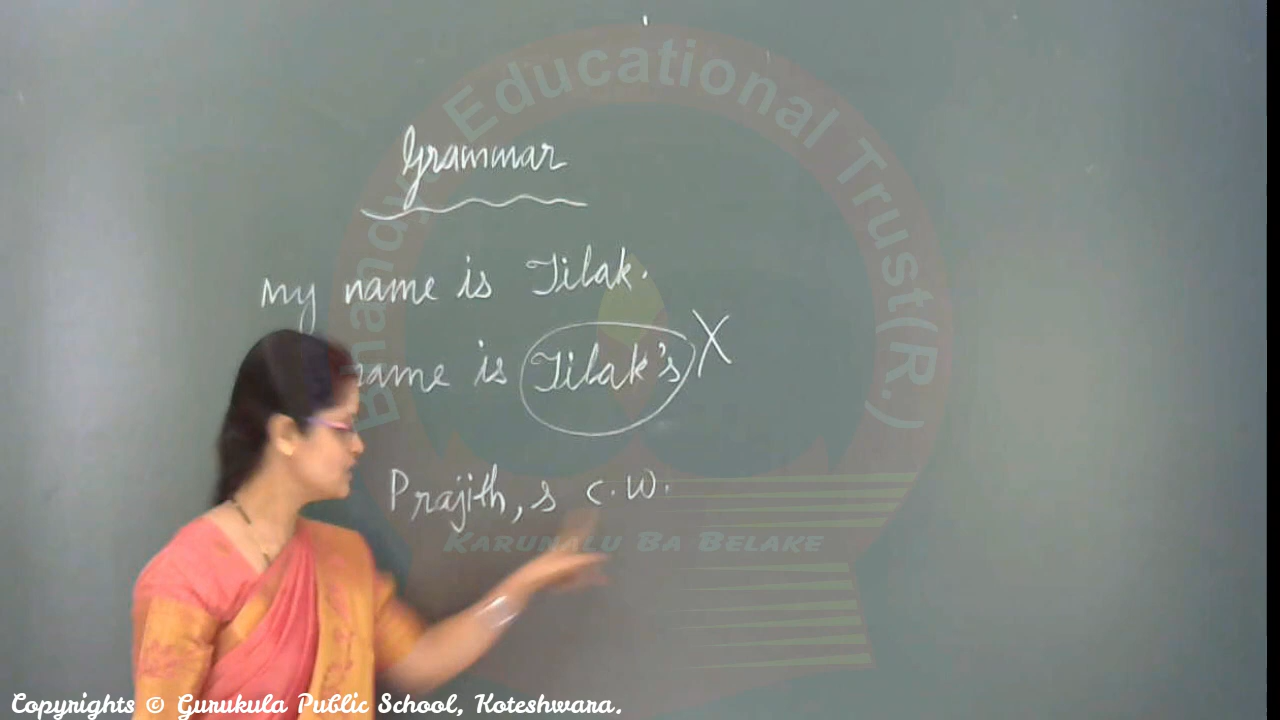 Bhandya Educational Trust(R.)
Grammar
my name is Tilak.
name is Tilak's X
Prajith, s C.W.
KARUNALU BA BELAKE
Copyrights © Gurukula Public School, Koteshwara.